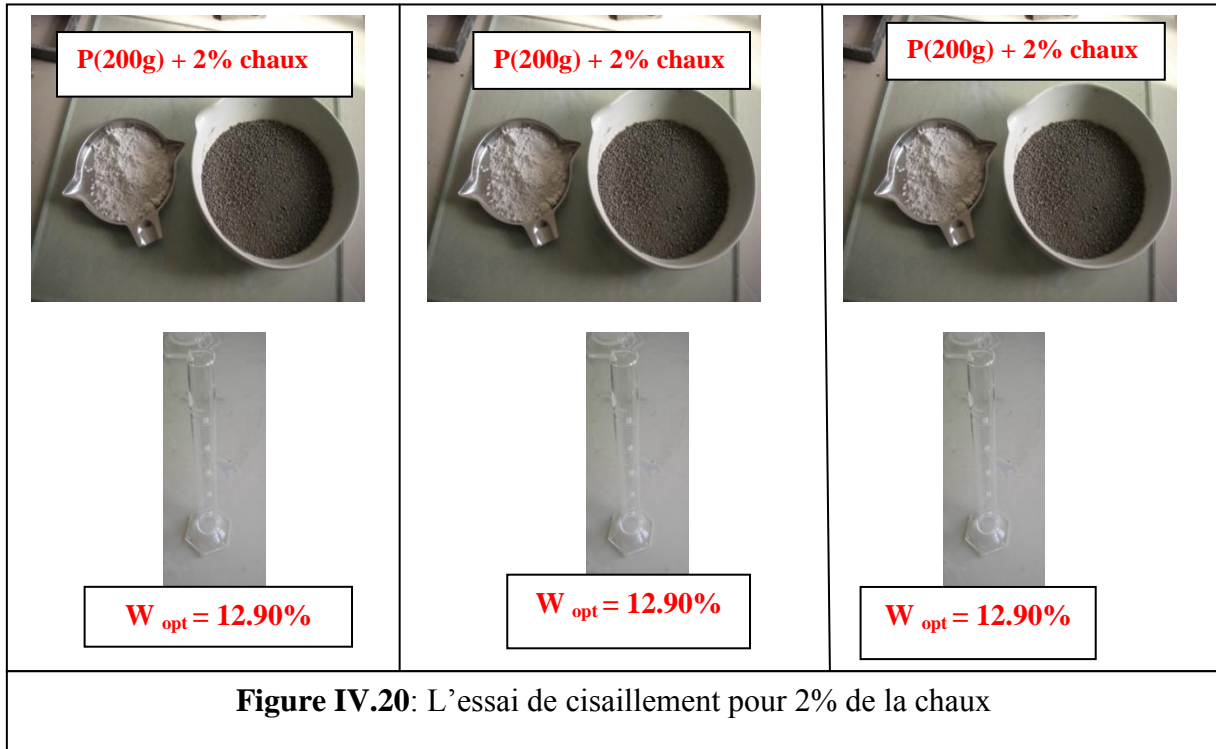 P(200g) + 2% chaux
P(200g) + 2% chaux
P(200g) + 2% chaux
W opt = 12.90%
W opt = 12.90%
W opt = 12.90%
Figure IV.20: L’essai de cisaillement pour 2% de la chaux